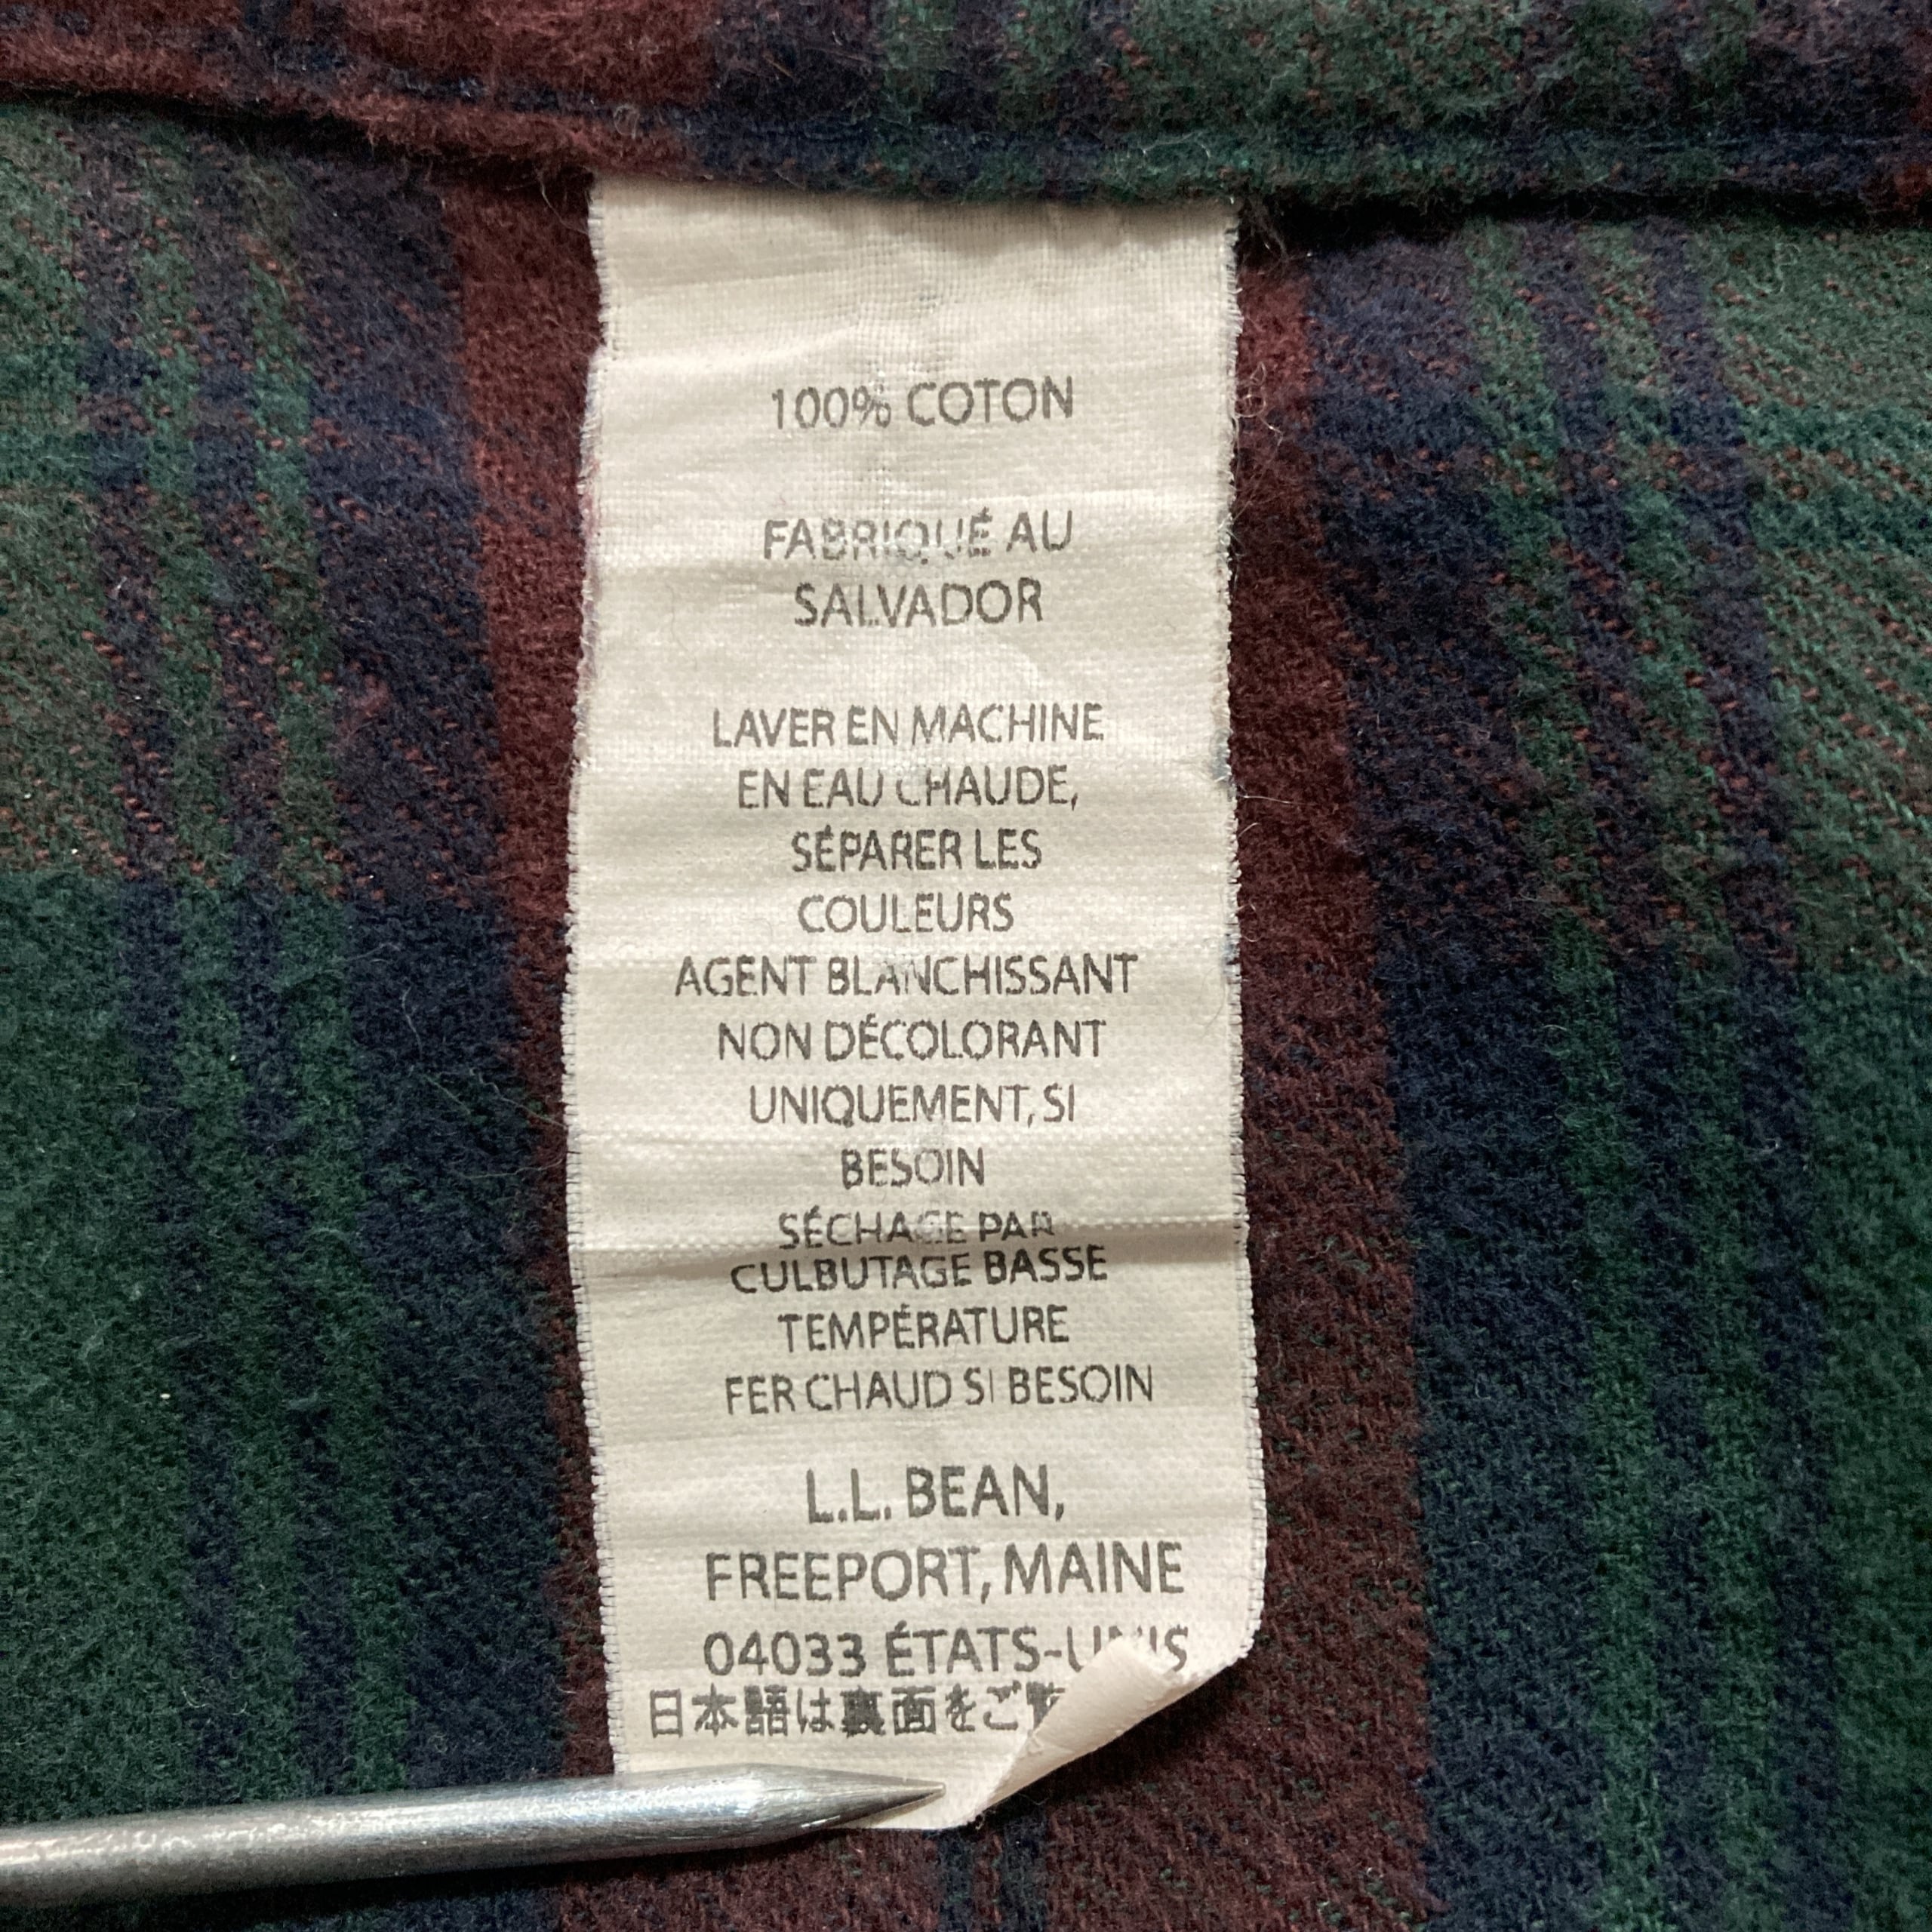 100% COTON
FABRIQUÉ AU
SALVADOR
LAVER EN MACHINE
EN EAU CHAUDE,
SÉPARER LES
COULEURS
AGENT BLANCHISSANT
NON DÉCOLORANT
UNIQUEMENT, SI
BESOIN
SÉCHAGE PAR
CULBUTAGE BASSE
TEMPÉRATURE
FER CHAUD SI BESOIN
L.L. BEAN,
FREEPORT, MAINE
04033 ÉTATS-UNIS
日本語は裏面をご覧